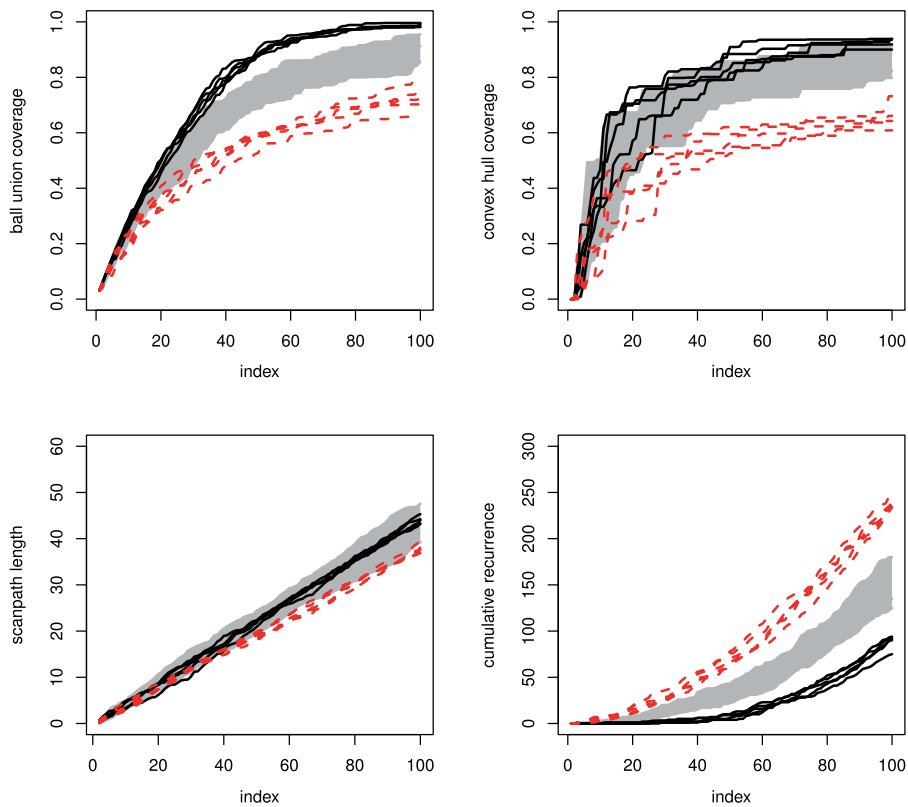 ball union coverage
0.0 0.2 0.4 0.6 0.8 1.0
0 20 40 60 80 100
index
convex hull coverage
0.0 0.2 0.4 0.6 0.8 1.0
0 20 40 60 80 100
index
scanpath length
0 10 20 30 40 50 60
0 20 40 60 80 100
index
cumulative recurrence
0 50 100 150 200 250 300
0 20 40 60 80 100
index